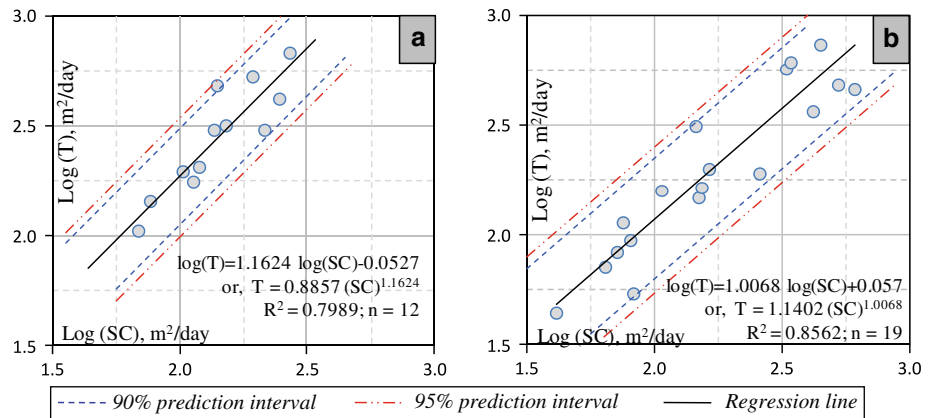 a
3.0
2.5
2.0
1.5
Log (T), m²/day
log(T)=1.1624 log(SC)-0.0527
or, T = 0.8857 (SC)^1.1624
R² = 0.7989; n = 12
Log (SC), m²/day
1.5 2.0 2.5 3.0
b
3.0
2.5
2.0
1.5
Log (T), m²/day
log(T)=1.0068 log(SC)+0.057
or, T = 1.1402 (SC)^1.0068
R² = 0.8562; n = 19
Log (SC), m²/day
1.5 2.0 2.5 3.0
90% prediction interval 95% prediction interval Regression line